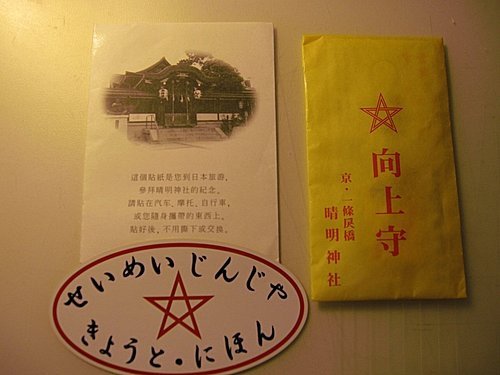 這個貼紙是您到日本旅游,
參拜晴明神社的紀念。
請貼在汽车、摩托、自行車,
或您隨身攜帶的東西上。
貼好後,不用撕下或交換。
せいめいじんじゃ
きょうと・にほん
向上守
京・一條戻橋
晴明神社